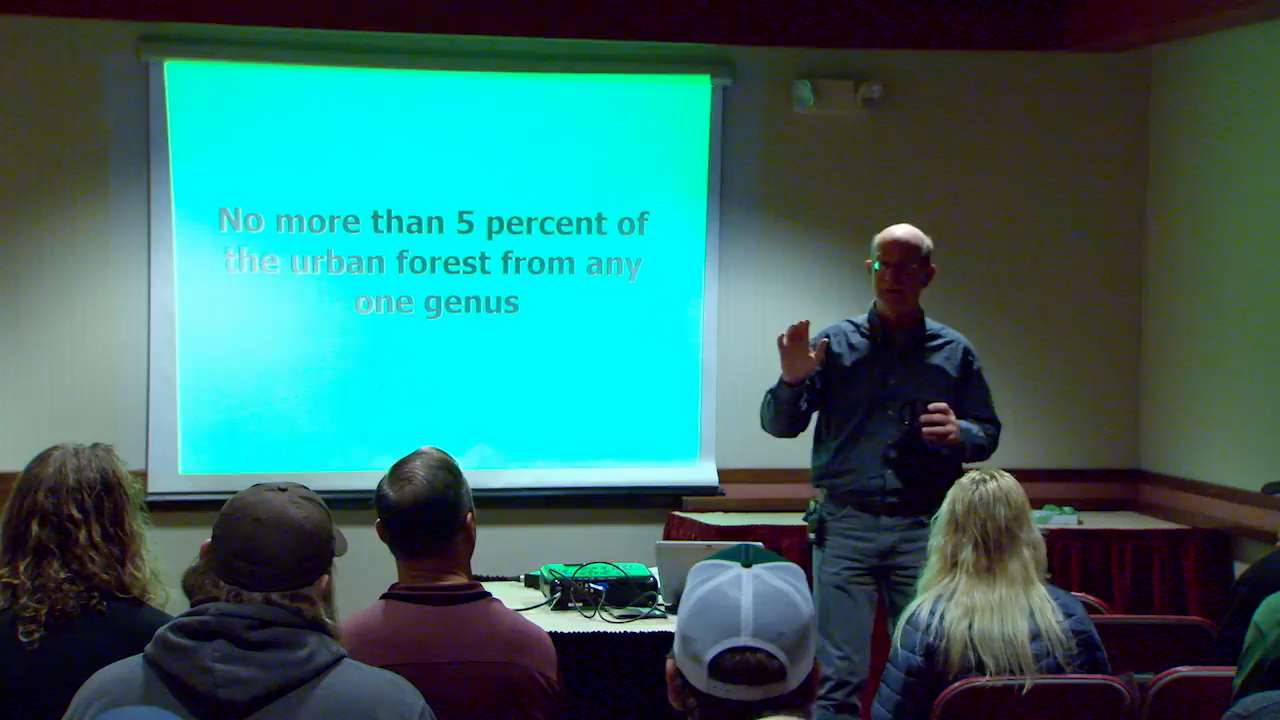 No more than 5 percent of
the urban forest from any
one genus